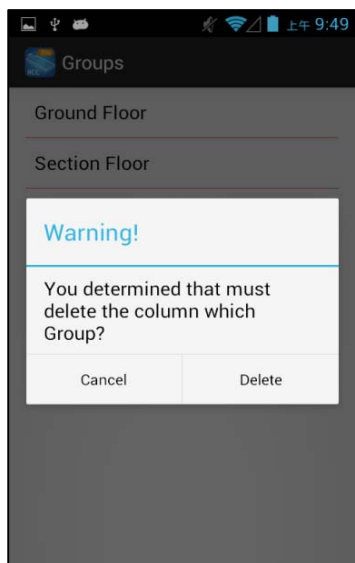 上午 9:49
Groups
Ground Floor
Section Floor
Warning!
You determined that must
delete the column which
Group?
Cancel
Delete